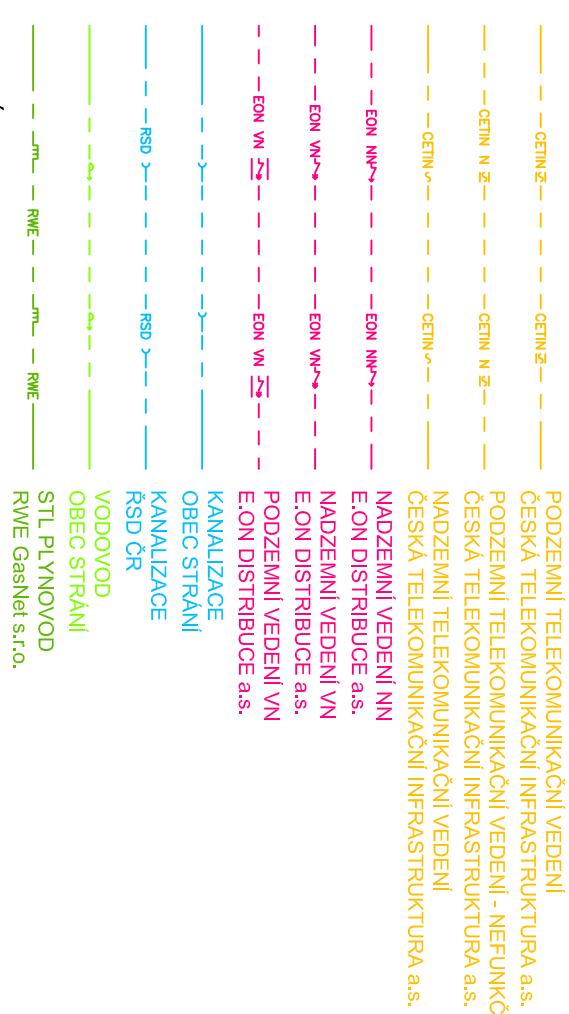 CETIN CETIN
PODZEMNÍ TELEKOMUNIKAČNÍ VEDENÍ
ČESKÁ TELEKOMUNIKAČNÍ INFRASTRUKTURA a.s.
CETIN N CETIN N
PODZEMNÍ TELEKOMUNIKAČNÍ VEDENÍ - NEFUNKČ
ČESKÁ TELEKOMUNIKAČNÍ INFRASTRUKTURA a.s.
CETIN CETIN
NADZEMNÍ TELEKOMUNIKAČNÍ VEDENÍ
ČESKÁ TELEKOMUNIKAČNÍ INFRASTRUKTURA a.s.
EON NN EON NN
NADZEMNÍ VEDENÍ NN
E.ON DISTRIBUCE a.s.
EON VN EON VN
NADZEMNÍ VEDENÍ VN
E.ON DISTRIBUCE a.s.
EON VN EON VN
PODZEMNÍ VEDENÍ VN
E.ON DISTRIBUCE a.s.
KANALIZACE
OBEC STRÁNÍ
RSD RSD
KANALIZACE
ŘSD ČR
VODOVOD
OBEC STRÁNÍ
RWE RWE
STL PLYNOVOD
RWE GasNet s.r.o.